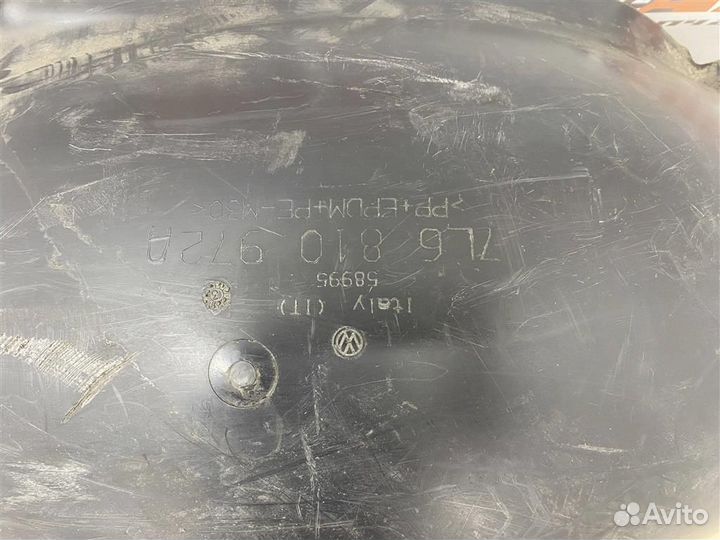 Italy (IT)
58995
7L6 810 972A
>PP+EPDM+PE-M30<
Avito